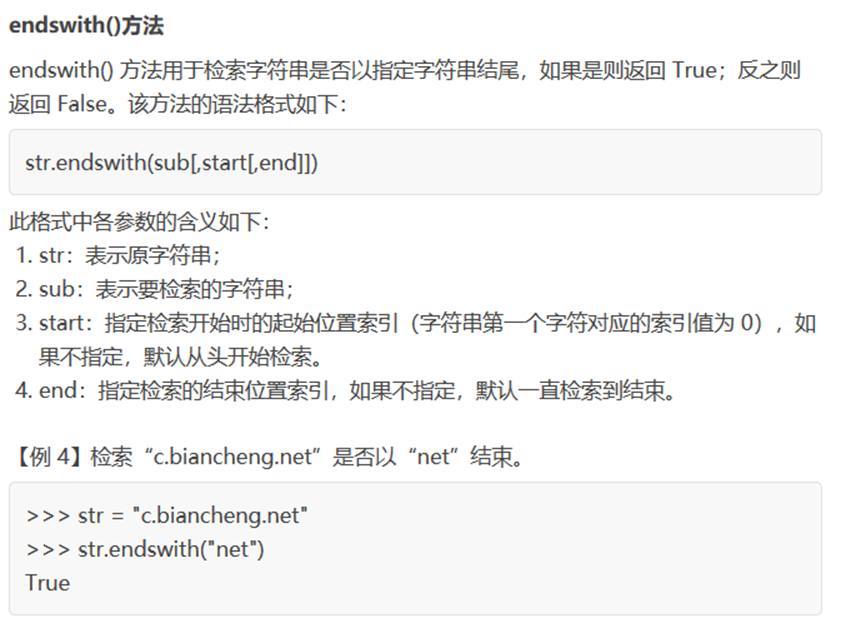 endswith()方法
endswith() 方法用于检索字符串是否以指定字符串结尾，如果是则返回 True；反之则
返回 False。该方法的语法格式如下：
str.endswith(sub[,start[,end]])
此格式中各参数的含义如下：
1. str：表示原字符串；
2. sub：表示要检索的字符串；
3. start：指定检索开始时的起始位置索引（字符串第一个字符对应的索引值为 0），如
果不指定，默认从头开始检索。
4. end：指定检索的结束位置索引，如果不指定，默认一直检索到结束。
【例 4】检索“c.biancheng.net”是否以“net”结束。
>>> str = "c.biancheng.net"
>>> str.endswith("net")
True